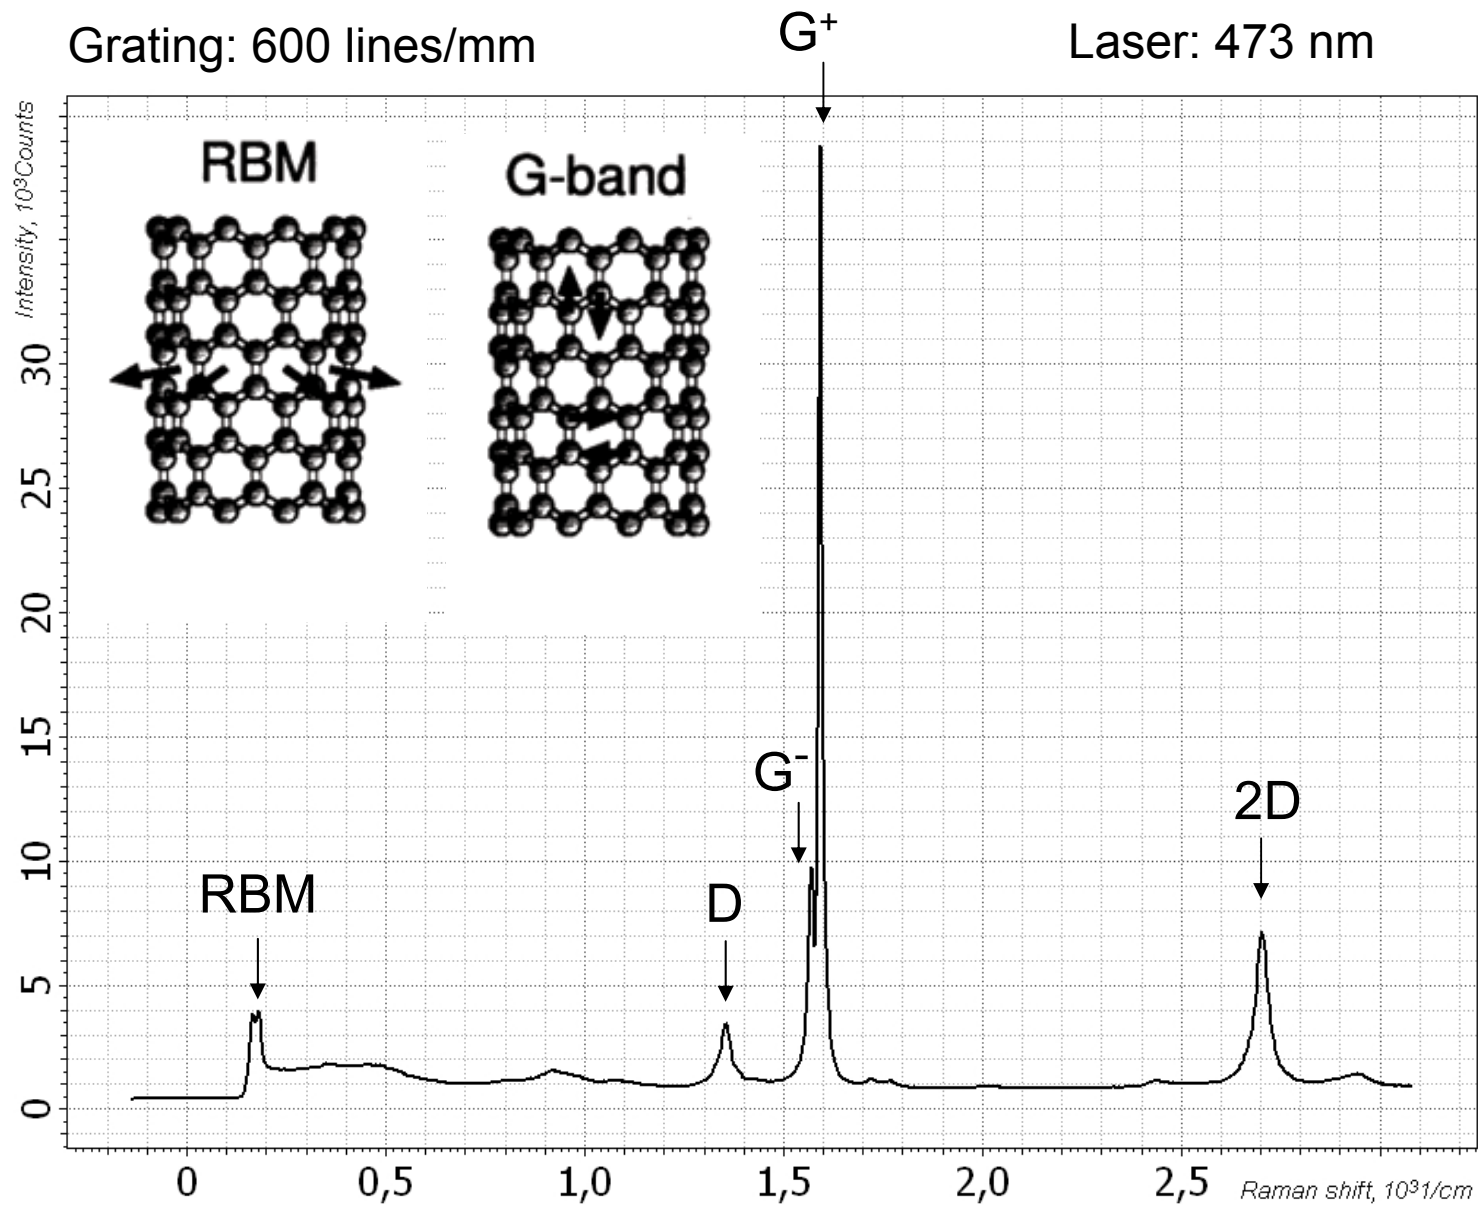 Grating: 600 lines/mm
G⁺
Laser: 473 nm
Intensity, 10³Counts
RBM
G-band
30
25
20
15
10
5
0
G⁻
2D
RBM
D
0
0,5
1,0
1,5
2,0
2,5
Raman shift, 10³1/cm